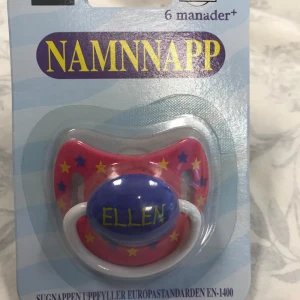 6 månader+
NAMNNAPP
ELLEN
SUGNAPPEN UPPFYLLER EUROPASTANDARDEN EN-1400